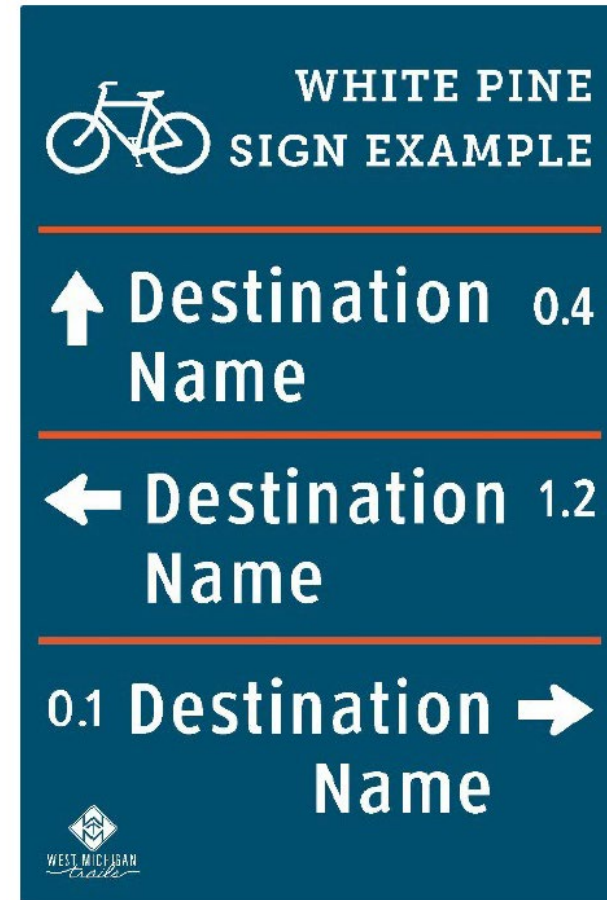 WHITE PINE
SIGN EXAMPLE
Destination 0.4
Name
Destination 1.2
Name
0.1 Destination
Name
WEST MICHIGAN
trails